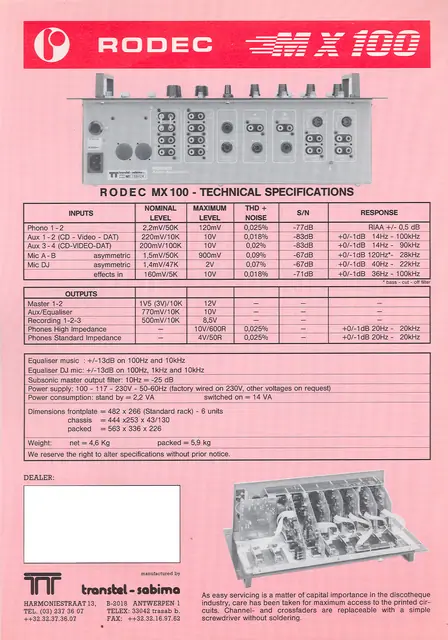 RODEC MX100
RODEC MX100 - TECHNICAL SPECIFICATIONS
INPUTS NOMINAL LEVEL MAXIMUM LEVEL THD + NOISE S/N RESPONSE
Phono 1 - 2 2,2mV/50K 120mV 0,025% -77dB RIAA +/- 0,5 dB
Aux 1 - 2 (CD - Video - DAT) 220mV/10K 10V 0,018% -83dB +0/-1dB 14Hz - 100kHz
Aux 3 - 4 (CD-VIDEO-DAT) 200mV/100K 10V 0,02% -83dB +0/-1dB 14Hz - 90kHz
Mic A - B asymetric 1,5mV/50K 900mV 0,09% -67dB +0/-1dB 120Hz* - 28kHz
Mic DJ asymetric 1,4mV/47K 2V 0,07% -67dB +0/-1dB 40Hz - 22kHz
effects in 160mV/5K 10V 0,018% -71dB +0/-1dB 36Hz - 100kHz
* bass - cut - off filter
OUTPUTS
Master 1-2 1V5 (3V)/10K 12V – – –
Aux/Equaliser 770mV/10K 10V – – –
Recording 1-2-3 500mV/10K 8,5V – – –
Phones High Impedance – 10V/600R 0,025% – +0/-1dB 20Hz - 20kHz
Phones Standard Impedance – 4V/50R 0,025% – +0/-1dB 20Hz - 20kHz
Equaliser music : +/-13dB on 100Hz and 10kHz
Equaliser DJ mic: +/-13dB on 100Hz, 1kHz and 10kHz
Subsonic master output filter: 10Hz = -25 dB
Power supply: 100 - 117 - 230V - 50-60Hz (factory wired on 230V, other voltages on request)
Power consumption: stand by = 2,2 VA switched on = 14 VA
Dimensions frontplate = 482 x 266 (Standard rack) - 6 units
chassis = 444 x253 x 43/130
packed = 563 x 336 x 226
Weight: net = 4,6 Kg packed = 5,9 kg
We reserve the right to alter specifications without prior notice.
DEALER:
manufactured by
TT transtel - sabima
HARMONIESTRAAT 13, B-2018 ANTWERPEN 1
TEL. (03) 237 36 07 TELEX: 33042 trasab b.
++32.32.37.36.07 FAX: ++32.32.16.97.63
As easy servicing is a matter of capital importance in the discotheque
industry, care has been taken for maximum access to the printed cir-
cuits. Channel- and crossfaders are replaceable with a simple
screwdriver without soldering.